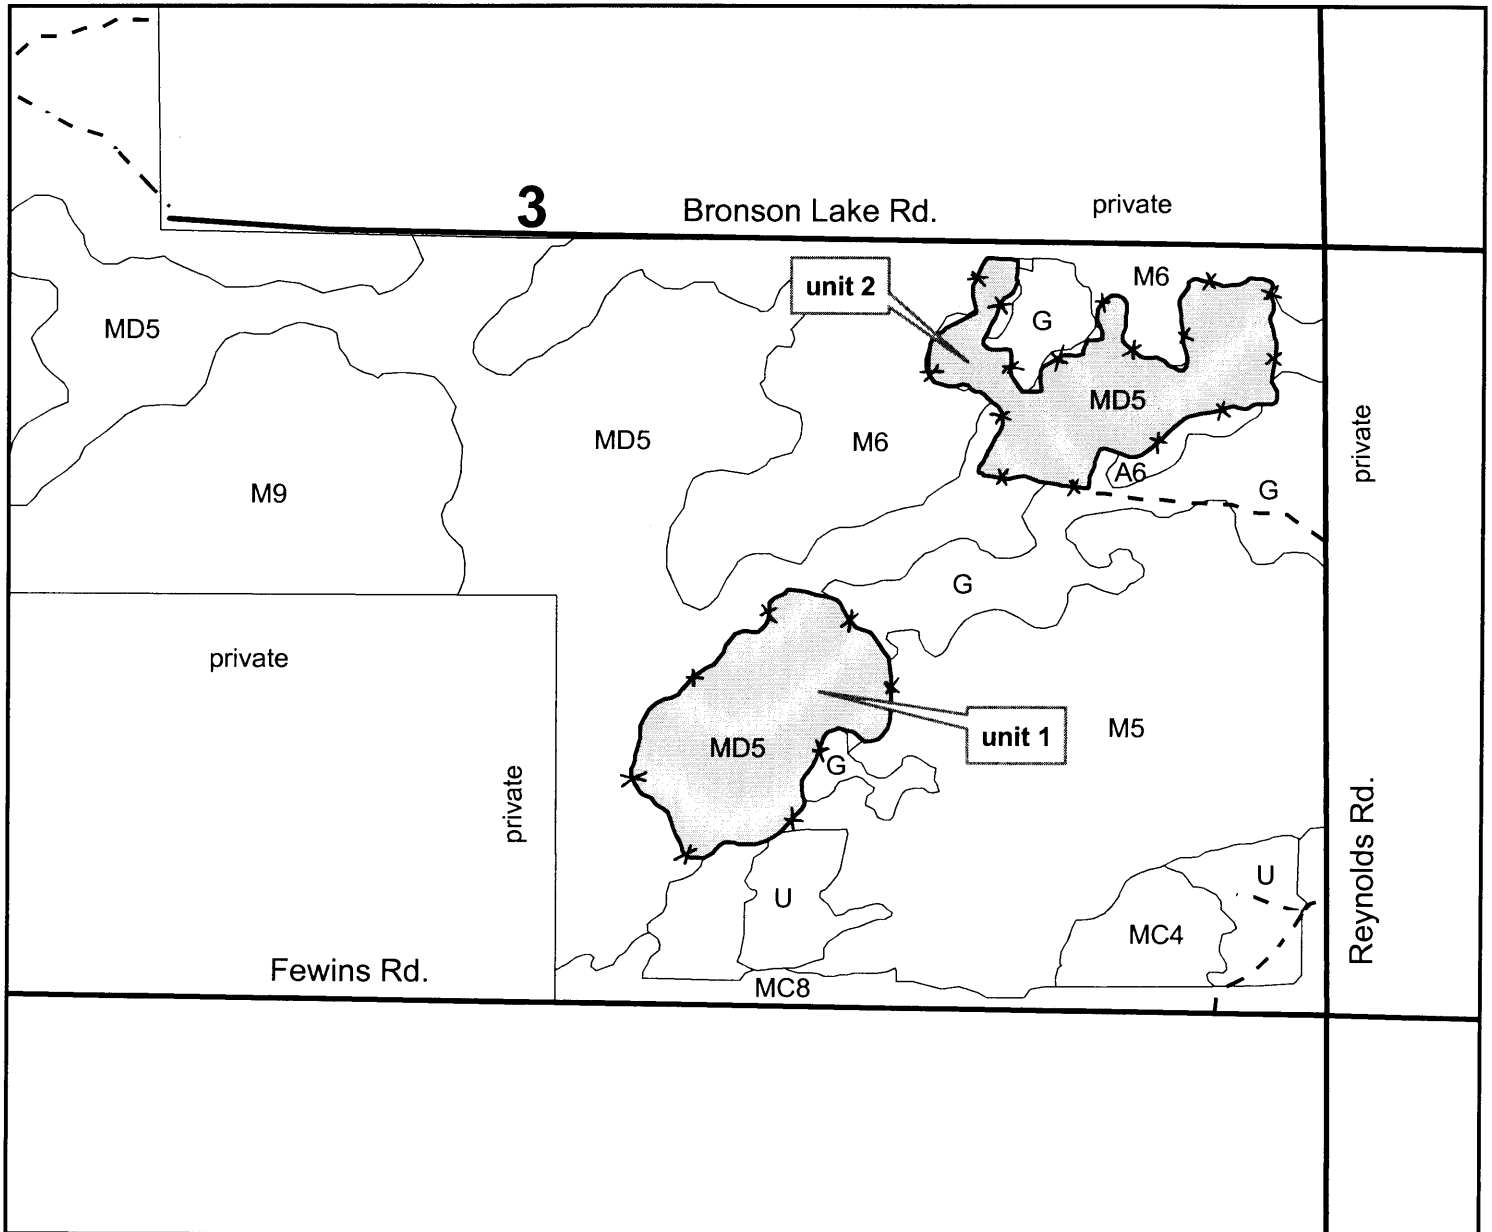 3
Bronson Lake Rd.
private
unit 2
M6
G
MD5
MD5
MD5
M6
private
A6
M9
G
G
private
unit 1
M5
MD5
G
private
Reynolds Rd.
U
U
MC4
Fewins Rd.
MC8